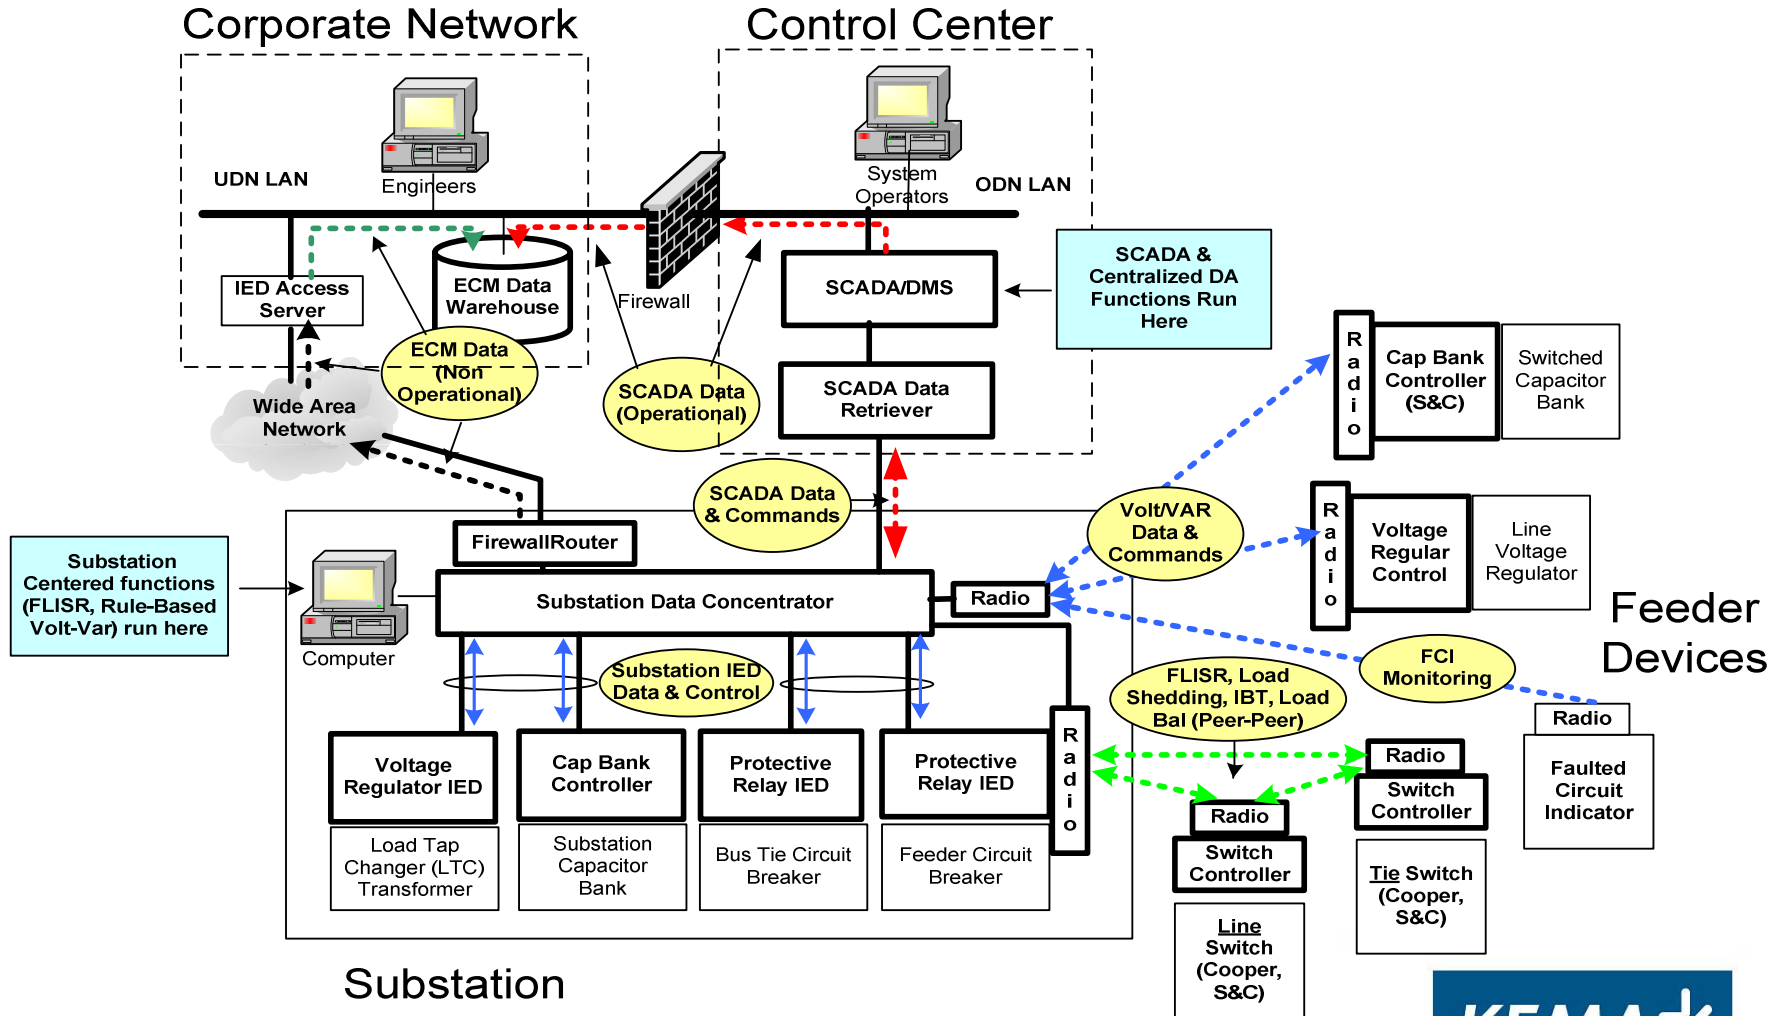 Corporate Network
Control Center
UDN LAN
Engineers
System
Operators
ODN LAN
IED Access
Server
ECM Data
Warehouse
Firewall
SCADA/DMS
SCADA &
Centralized DA
Functions Run
Here
ECM Data
(Non
Operational)
SCADA Data
(Operational)
SCADA Data
Retriever
Wide Area
Network
Radio
Cap Bank
Controller
(S&C)
Switched
Capacitor
Bank
SCADA Data
& Commands
Volt/VAR
Data &
Commands
Radio
Voltage
Regular
Control
Line
Voltage
Regulator
FirewallRouter
Substation
Centered functions
(FLISR, Rule-Based
Volt-Var) run here
Computer
Substation Data Concentrator
Radio
Feeder
Devices
Substation IED
Data & Control
FLISR, Load
Shedding, IBT, Load
Bal (Peer-Peer)
FCI
Monitoring
Radio
Faulted
Circuit
Indicator
Voltage
Regulator IED
Cap Bank
Controller
Protective
Relay IED
Protective
Relay IED
Radio
Load Tap
Changer (LTC)
Transformer
Substation
Capacitor
Bank
Bus Tie Circuit
Breaker
Feeder Circuit
Breaker
Radio
Switch
Controller
Tie Switch
(Cooper,
S&C)
Radio
Switch
Controller
Line
Switch
(Cooper,
S&C)
Substation
KEMA